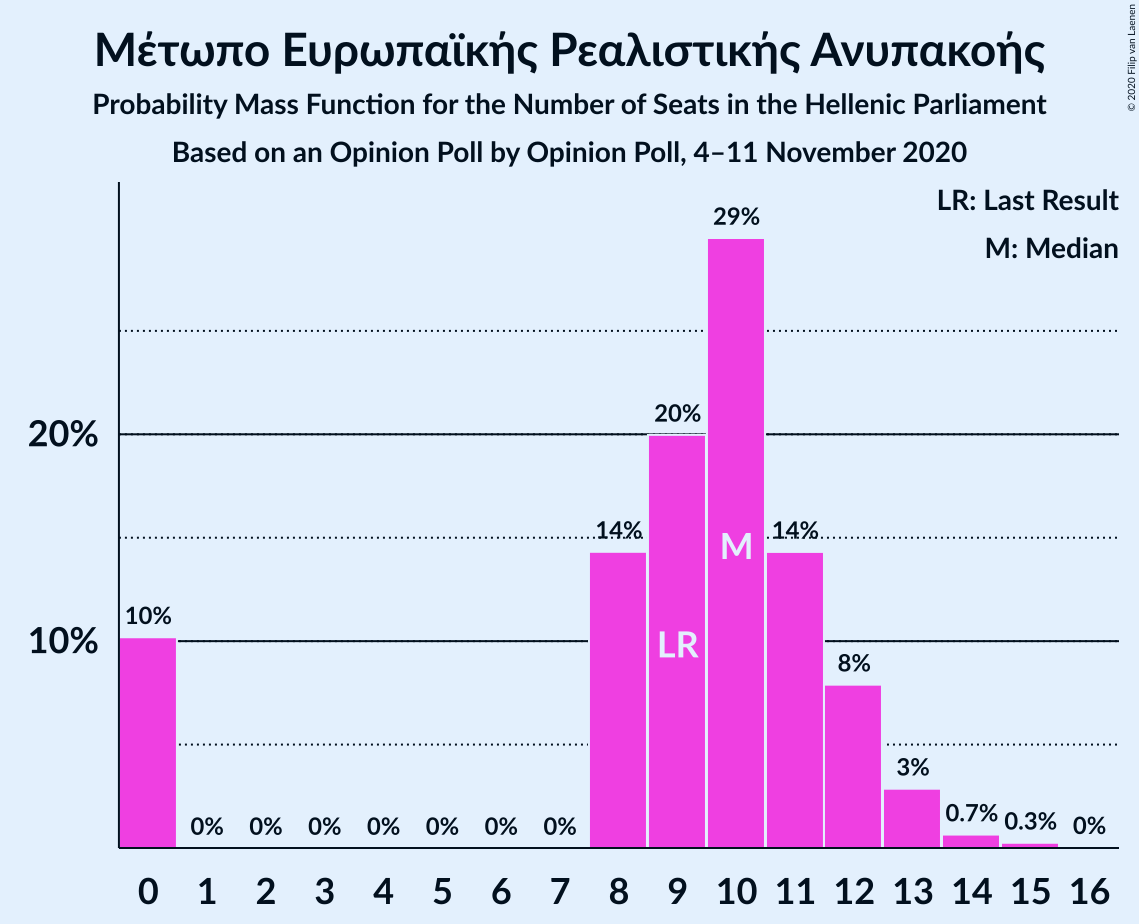 Μέτωπο Ευρωπαϊκής Ρεαλιστικής Ανυπακοής
Probability Mass Function for the Number of Seats in the Hellenic Parliament
Based on an Opinion Poll by Opinion Poll, 4–11 November 2020
© 2020 Filip van Laenen
LR: Last Result
M: Median
29%
20%
20%
14%
M
14%
10%
10%
LR
8%
3%
0% 0% 0% 0% 0% 0% 0%
0.7% 0.3% 0%
0 1 2 3 4 5 6 7 8 9 10 11 12 13 14 15 16